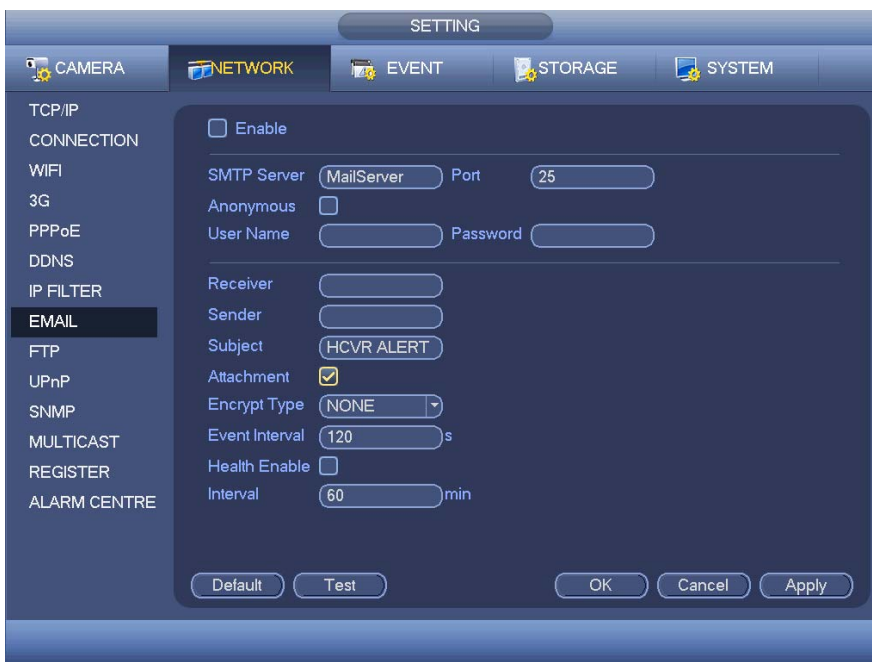 SETTING
CAMERA NETWORK EVENT STORAGE SYSTEM
TCP/IP
CONNECTION
WIFI
3G
PPPoE
DDNS
IP FILTER
EMAIL
FTP
UPnP
SNMP
MULTICAST
REGISTER
ALARM CENTRE
Enable
SMTP Server MailServer Port 25
Anonymous
User Name Password
Receiver
Sender
Subject HCVR ALERT
Attachment
Encrypt Type NONE
Event Interval 120 s
Health Enable
Interval 60 min
Default Test OK Cancel Apply